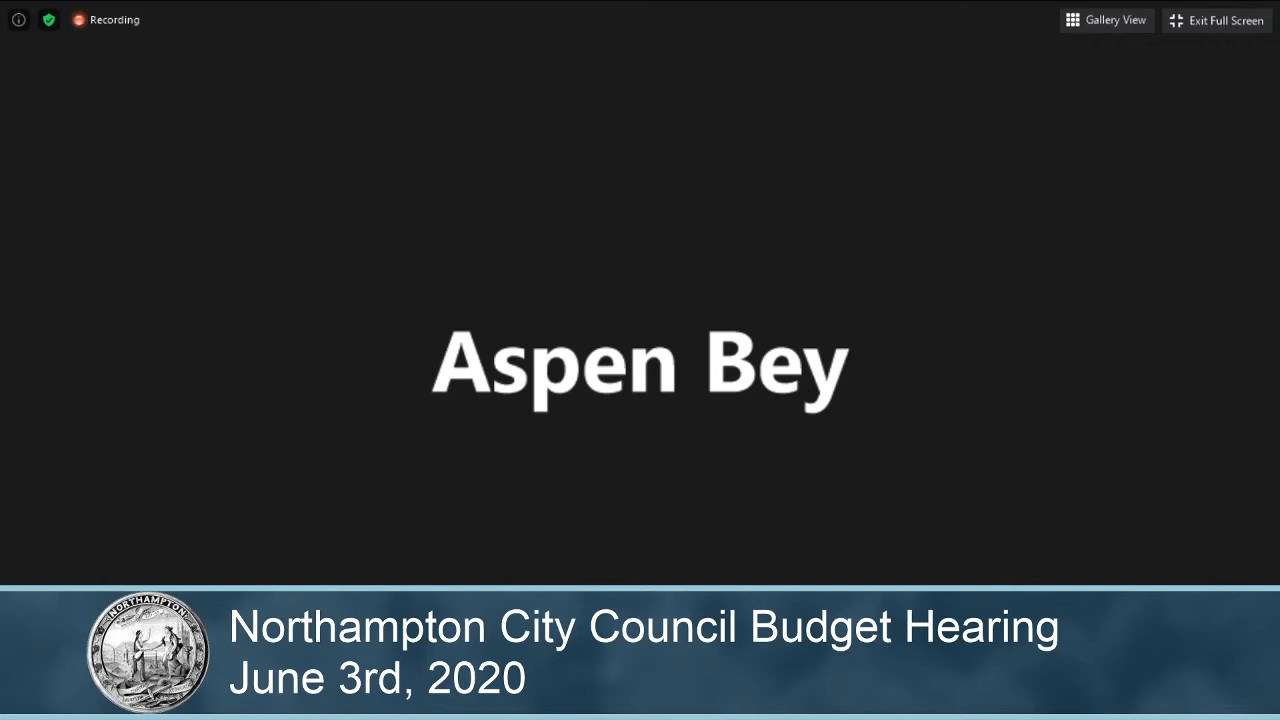 Recording
Gallery View
Exit Full Screen
Aspen Bey
NORTHAMPTON
Northampton City Council Budget Hearing
June 3rd, 2020